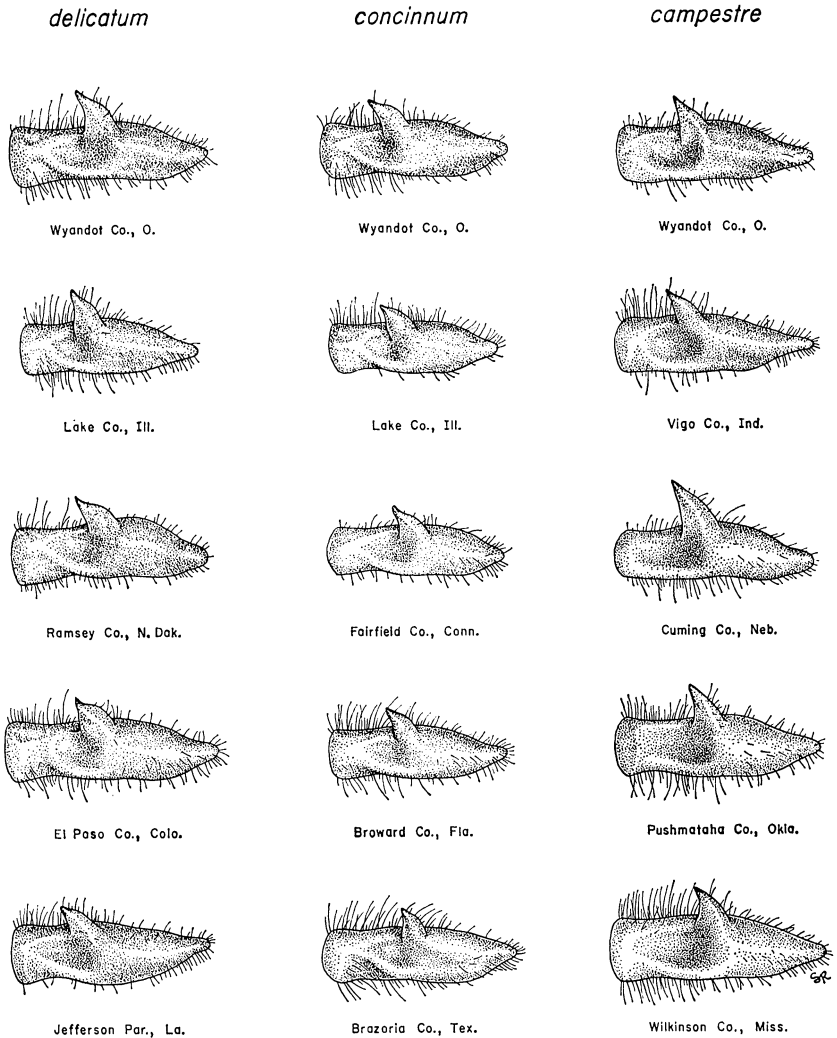 delicatum concinnum campestre
Wyandot Co., O. Wyandot Co., O. Wyandot Co., O.
Lake Co., Ill. Lake Co., Ill. Vigo Co., Ind.
Ramsey Co., N. Dak. Fairfield Co., Conn. Cuming Co., Neb.
El Paso Co., Colo. Broward Co., Fla. Pushmataha Co., Okla.
SR
Jefferson Par., La. Brazoria Co., Tex. Wilkinson Co., Miss.